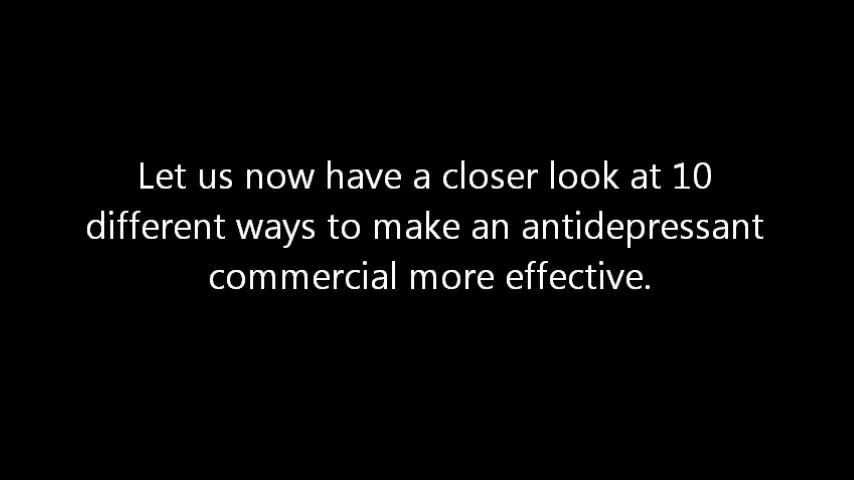 Let us now have a closer look at 10
different ways to make an antidepressant
commercial more effective.